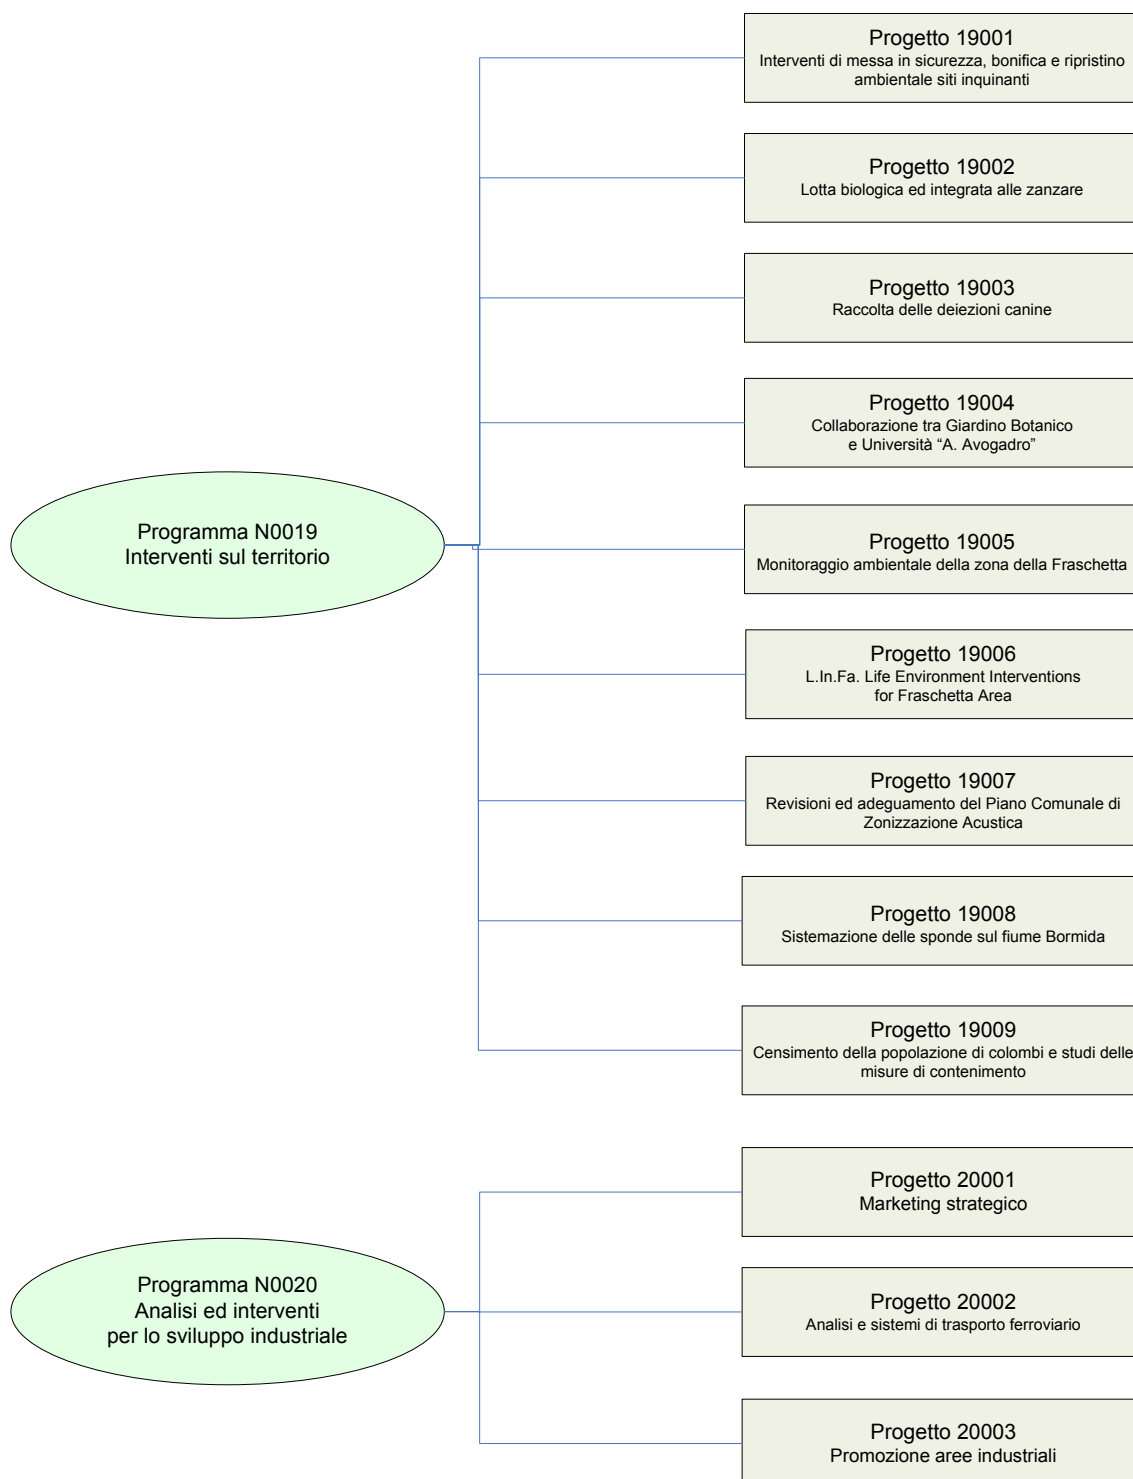 Progetto 19001
Interventi di messa in sicurezza, bonifica e ripristino
ambientale siti inquinanti
Progetto 19002
Lotta biologica ed integrata alle zanzare
Progetto 19003
Raccolta delle deiezioni canine
Progetto 19004
Collaborazione tra Giardino Botanico
e Università “A. Avogadro”
Programma N0019
Interventi sul territorio
Progetto 19005
Monitoraggio ambientale della zona della Fraschetta
Progetto 19006
L.In.Fa. Life Environment Interventions
for Fraschetta Area
Progetto 19007
Revisioni ed adeguamento del Piano Comunale di
Zonizzazione Acustica
Progetto 19008
Sistemazione delle sponde sul fiume Bormida
Progetto 19009
Censimento della popolazione di colombi e studi delle
misure di contenimento
Progetto 20001
Marketing strategico
Programma N0020
Analisi ed interventi
per lo sviluppo industriale
Progetto 20002
Analisi e sistemi di trasporto ferroviario
Progetto 20003
Promozione aree industriali